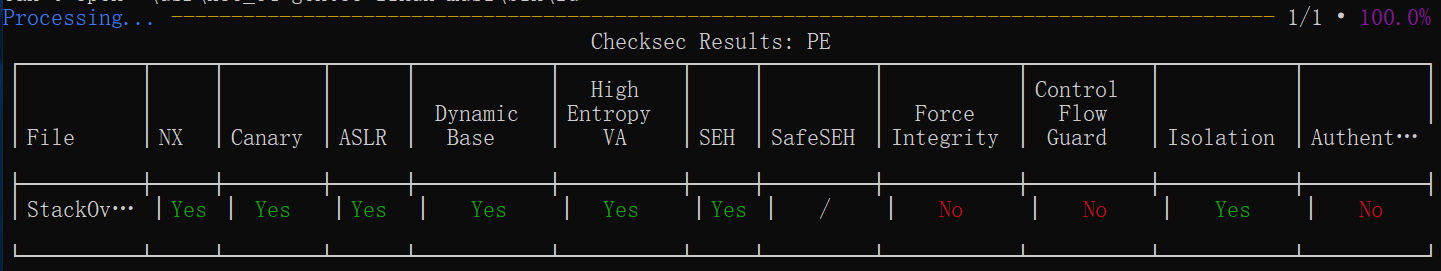 Processing... 1/1 • 100.0%
Checksec Results: PE
High Control
Dynamic Entropy Force Flow
File NX Canary ASLR Base VA SEH SafeSEH Integrity Guard Isolation Authent…
StackOv… Yes Yes Yes Yes Yes Yes / No No Yes No